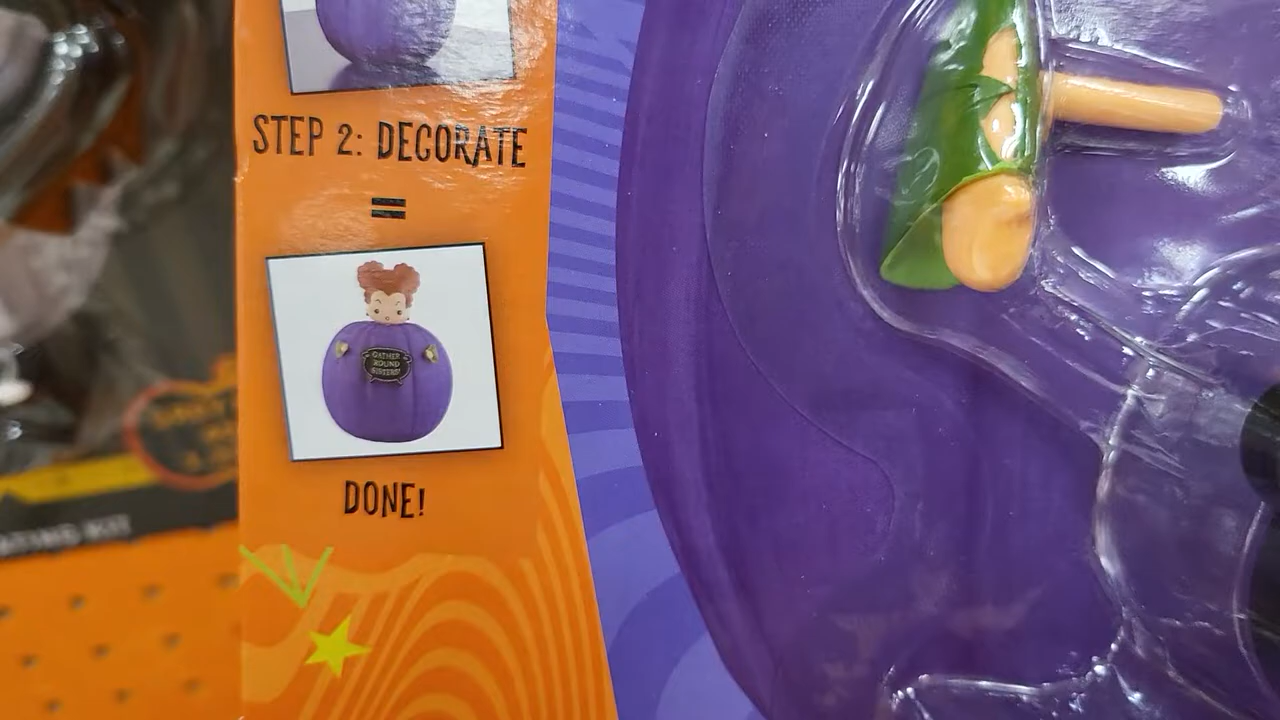 STEP 2: DECORATE
=
GATHER
'ROUND
SISTERS!
DONE!